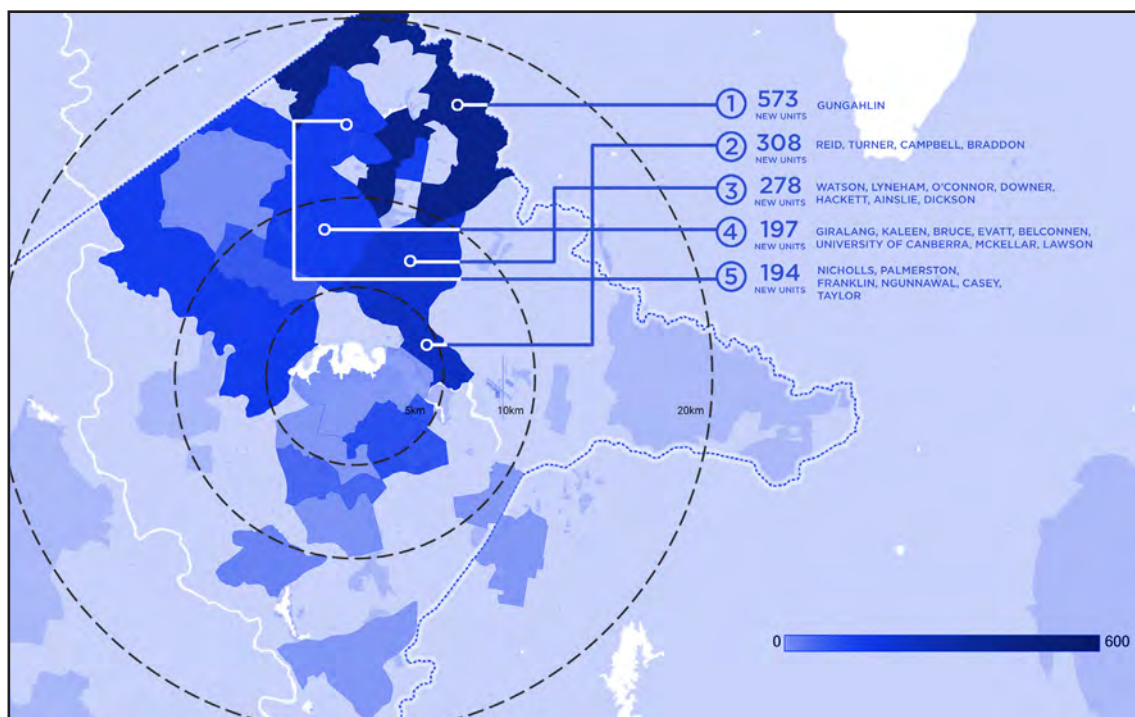 1 573 GUNGAHLIN
NEW UNITS
2 308 REID, TURNER, CAMPBELL, BRADDON
NEW UNITS
3 278 WATSON, LYNEHAM, O'CONNOR, DOWNER,
NEW UNITS HACKETT, AINSLIE, DICKSON
4 197 GIRALANG, KALEEN, BRUCE, EVATT, BELCONNEN,
NEW UNITS UNIVERSITY OF CANBERRA, MCKELLAR, LAWSON
5 194 NICHOLLS, PALMERSTON,
NEW UNITS FRANKLIN, NGUNNAWAL, CASEY,
TAYLOR
5km 10km 20km
0 600